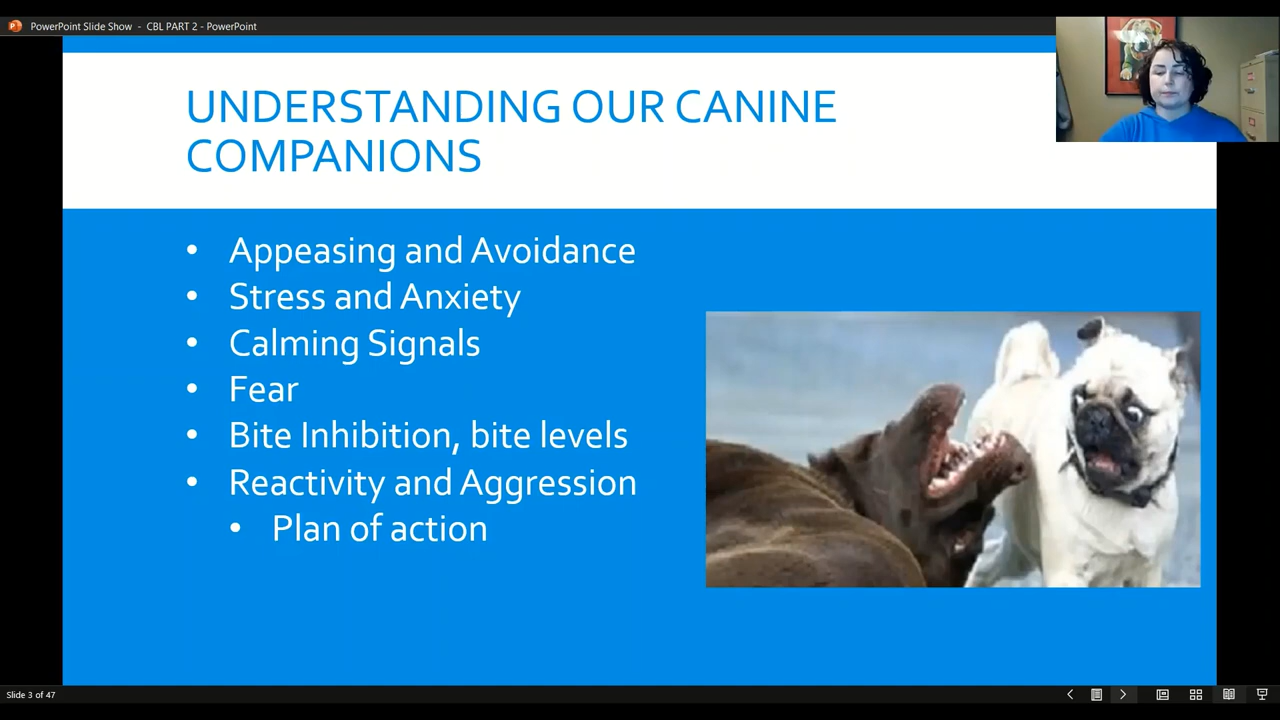 PowerPoint Slide Show - CBL PART 2 - PowerPoint
UNDERSTANDING OUR CANINE
COMPANIONS
• Appeasing and Avoidance
• Stress and Anxiety
• Calming Signals
• Fear
• Bite Inhibition, bite levels
• Reactivity and Aggression
• Plan of action
Slide 3 of 47